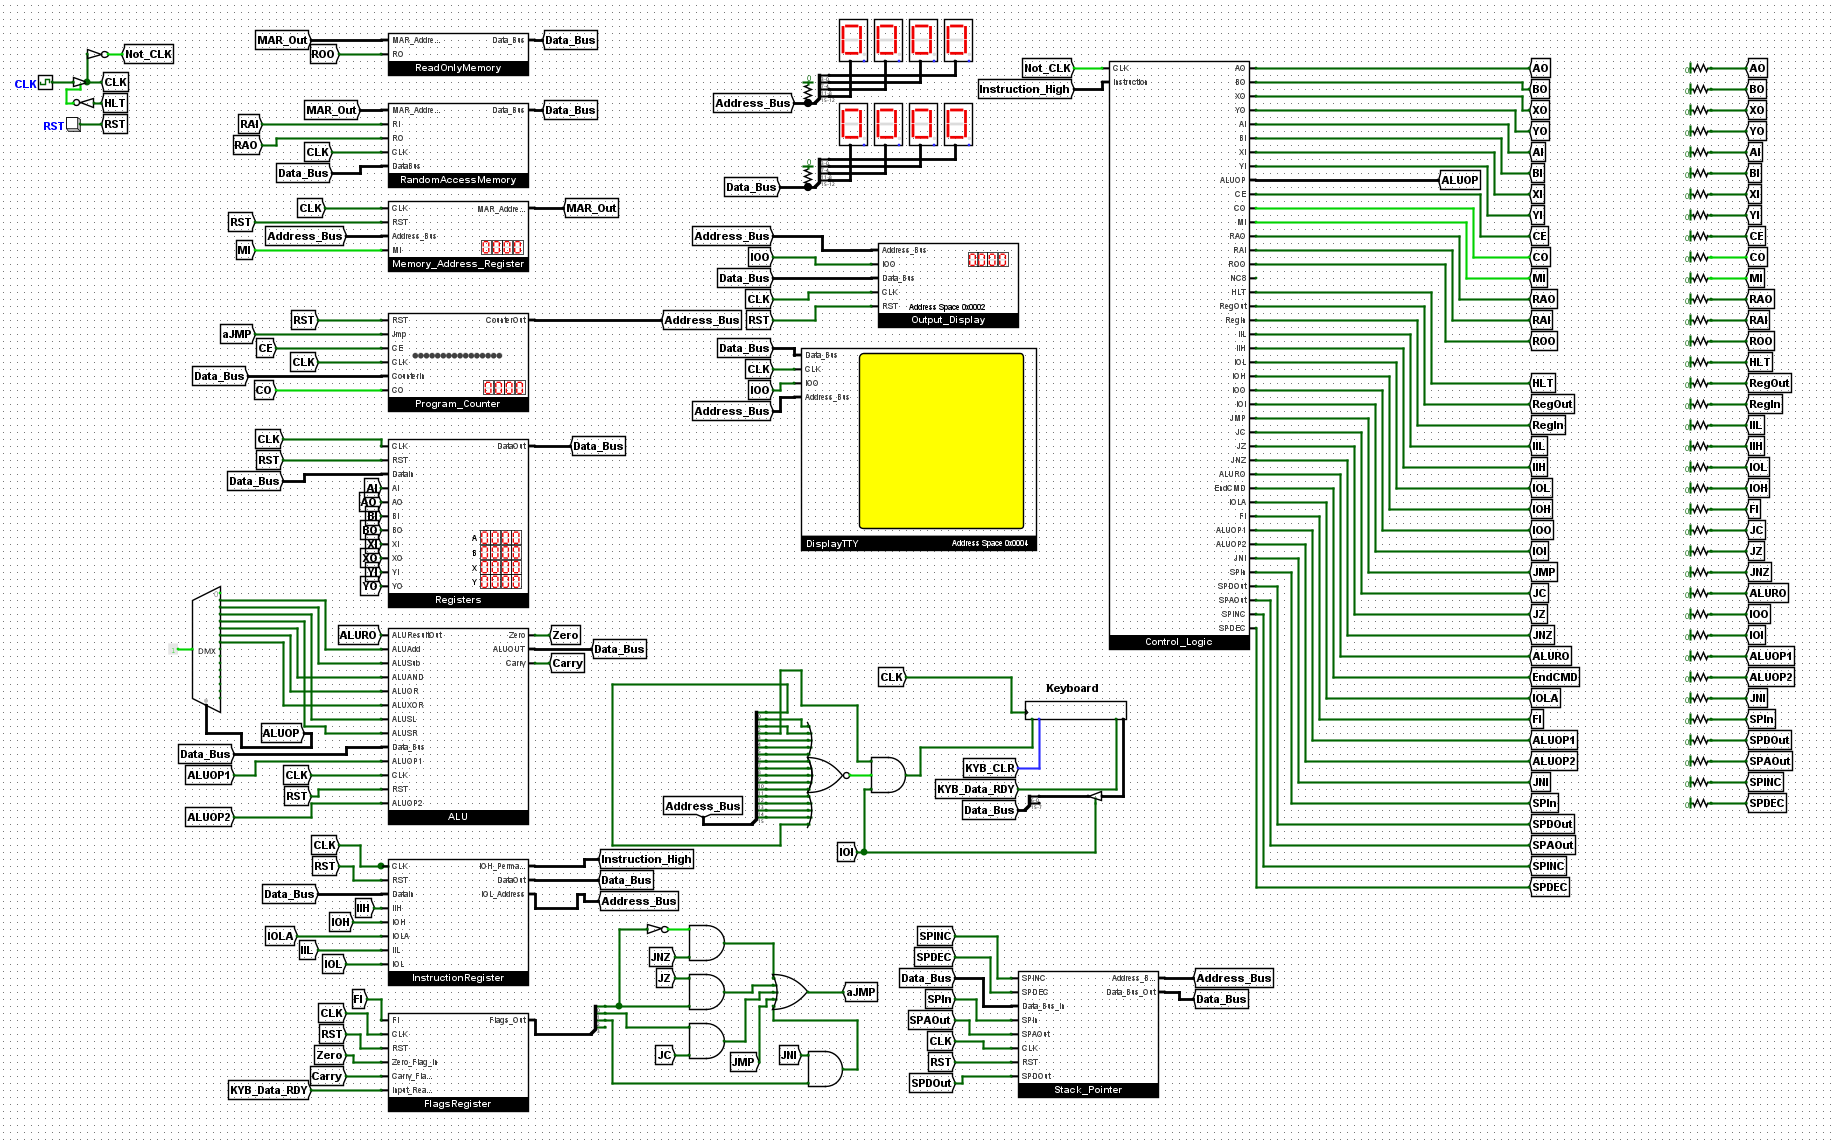 CLK
Not_CLK
CLK
HLT
RST
RST
MAR_Out
ROO
MAR_Addre...
RO
Data_Bus
ReadOnlyMemory
Data_Bus
MAR_Out
RAI
RAO
CLK
Data_Bus
MAR_Addre...
RI
RO
CLK
DataBus
Data_Bus
RandomAccessMemory
Data_Bus
CLK
RST
Address_Bus
MI
CLK
RST
Address_Bus
MI
MAR_Addre...
0000
Memory_Address_Register
MAR_Out
RST
aJMP
CE
CLK
Data_Bus
CO
RST
Jmp
CE
CLK
CounterIn
CO
CounterOut
0000
Program_Counter
Address_Bus
CLK
RST
Data_Bus
AI
AO
BI
BO
XI
XO
YI
YO
CLK
RST
DataIn
AI
AO
BI
BO
XI
XO
YI
YO
DataOut
A 0000
B 0000
X 0000
Y 0000
Registers
Data_Bus
DMX
ALURO
ALUOP
Data_Bus
ALUOP1
CLK
RST
ALUOP2
ALUResultOut
ALUAdd
ALUSub
ALUAND
ALUOR
ALUXOR
ALUSL
ALUSR
Data_Bus
ALUOP1
CLK
RST
ALUOP2
Zero
ALUOUT
Carry
ALU
Zero
Data_Bus
Carry
CLK
RST
Data_Bus
IIH
IOH
IOLA
IIL
IOL
CLK
RST
DataIn
IIH
IOH
IOLA
IIL
IOL
IOH_Perma...
DataOut
IOL_Address
InstructionRegister
Instruction_High
Data_Bus
Address_Bus
FI
CLK
RST
Zero
Carry
KYB_Data_RDY
FI
CLK
RST
Zero_Flag_In
Carry_Fla...
Input_Rea...
Flags_Out
FlagsRegister
JNZ
JZ
JC
JMP
JNI
aJMP
0000
Address_Bus
0000
Data_Bus
Address_Bus
IOO
Data_Bus
CLK
RST
Address_Bus
IOO
Data_Bus
CLK
RST
0000
Address Space 0x0002
Output_Display
Data_Bus
CLK
IOO
Address_Bus
Data_Bus
CLK
IOO
Address_Bus
DisplayTTY
Address Space 0x0004
CLK
Keyboard
KYB_CLR
KYB_Data_RDY
Data_Bus
Address_Bus
IOI
SPINC
SPDEC
Data_Bus
SPIn
SPAOut
CLK
RST
SPDOut
SPINC
SPDEC
Data_Bus_In
SPIn
SPAOut
CLK
RST
SPDOut
Address_B...
Data_Bus_Out
Stack_Pointer
Address_Bus
Data_Bus
Not_CLK
Instruction_High
CLK
Instruction
AO
BO
XO
YO
AI
BI
XI
YI
ALUOP
CE
CO
MI
RAO
RAI
ROO
NCS
HLT
RegOut
RegIn
IIL
IIH
IOL
IOH
IOO
IOI
JMP
JC
JZ
JNZ
ALURO
EndCMD
IOLA
FI
ALUOP1
ALUOP2
JNI
SPIn
SPDOut
SPAOut
SPINC
SPDEC
Control_Logic
ALUOP
AO
BO
XO
YO
AI
BI
XI
YI
CE
CO
MI
RAO
RAI
ROO
HLT
RegOut
RegIn
IIL
IIH
IOL
IOH
IOO
IOI
JMP
JC
JZ
JNZ
ALURO
EndCMD
IOLA
FI
ALUOP1
ALUOP2
JNI
SPIn
SPDOut
SPAOut
SPINC
SPDEC
AO
BO
XO
YO
AI
BI
XI
YI
CE
CO
MI
RAO
RAI
ROO
HLT
RegOut
RegIn
IIL
IIH
IOL
IOH
FI
JC
JZ
JNZ
ALURO
IOO
IOI
ALUOP1
ALUOP2
JNI
SPIn
SPDOut
SPAOut
SPINC
SPDEC